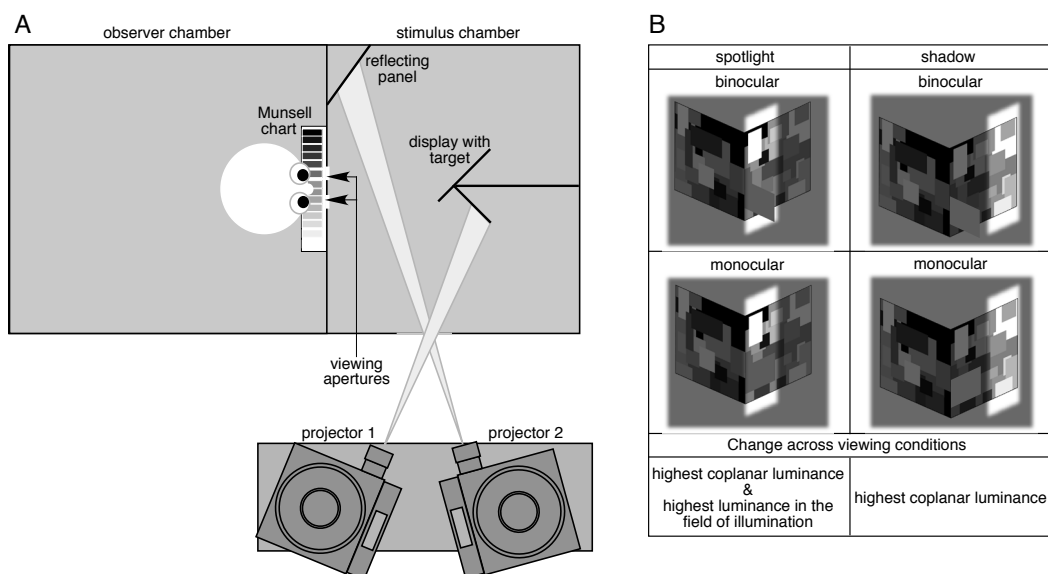 A
observer chamber
stimulus chamber
reflecting
panel
Munsell
chart
display with
target
viewing
apertures
projector 1
projector 2
B
spotlight
shadow
binocular
binocular
monocular
monocular
Change across viewing conditions
highest coplanar luminance
&
highest luminance in the
field of illumination
highest coplanar luminance